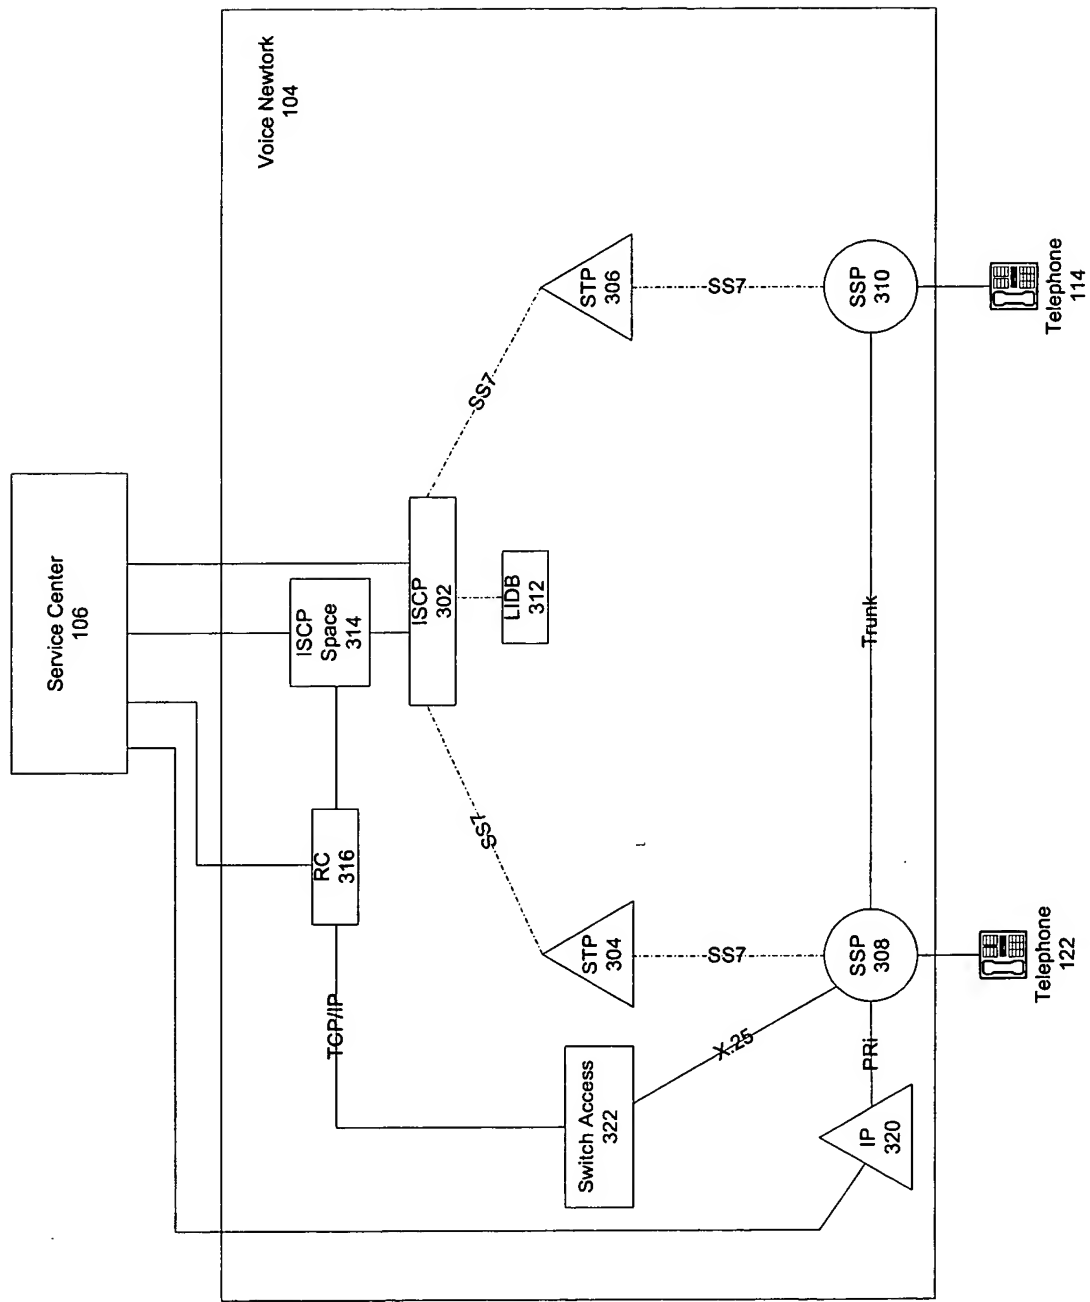 Service Center
106
Voice Newtork
104
ISCP
Space
314
RC
316
ISCP
302
LIDB
312
TCP/IP
SS7
SS7
Switch Access
322
STP
304
STP
306
X.25
SS7
SS7
IP
320
PRi
SSP
308
Trunk
SSP
310
Telephone
122
Telephone
114